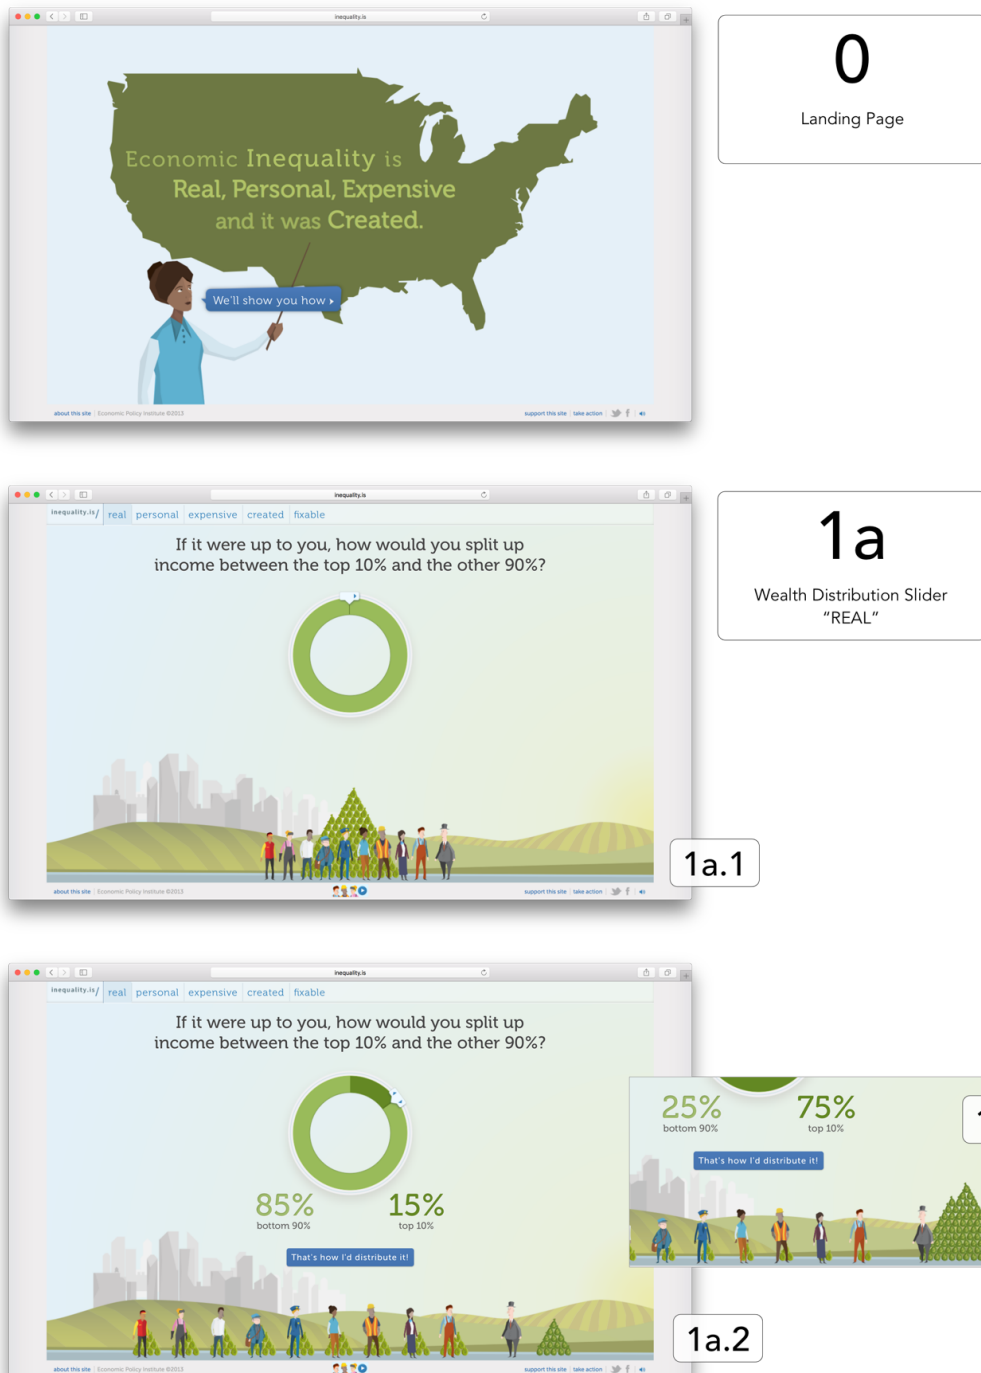 inequality.is
Economic Inequality is
Real, Personal, Expensive
and it was Created.
We'll show you how
about this site | Economic Policy Institute ©2013
support this site | take action
0
Landing Page
inequality.is
inequality.is/ real personal expensive created fixable
If it were up to you, how would you split up
income between the top 10% and the other 90%?
about this site | Economic Policy Institute ©2013
support this site | take action
1a
Wealth Distribution Slider
“REAL”
1a.1
inequality.is
inequality.is/ real personal expensive created fixable
If it were up to you, how would you split up
income between the top 10% and the other 90%?
85% 15%
bottom 90% top 10%
That's how I'd distribute it!
about this site | Economic Policy Institute ©2013
support this site | take action
25% 75%
bottom 90% top 10%
That's how I'd distribute it!
1a.2